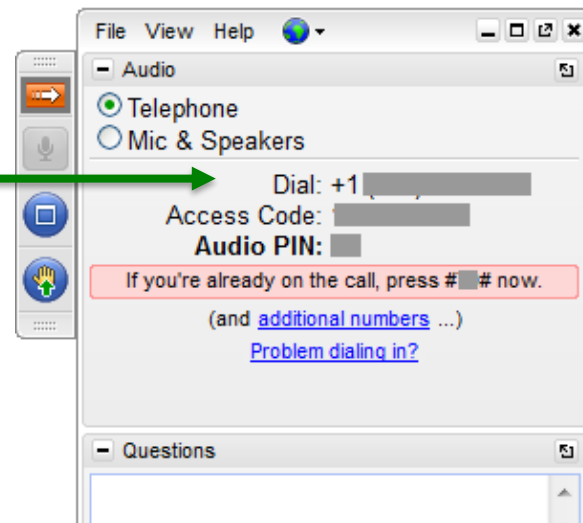 File View Help
Audio
Telephone
Mic & Speakers
Dial: +1
Access Code:
Audio PIN:
If you're already on the call, press # # now.
(and additional numbers ...)
Problem dialing in?
Questions